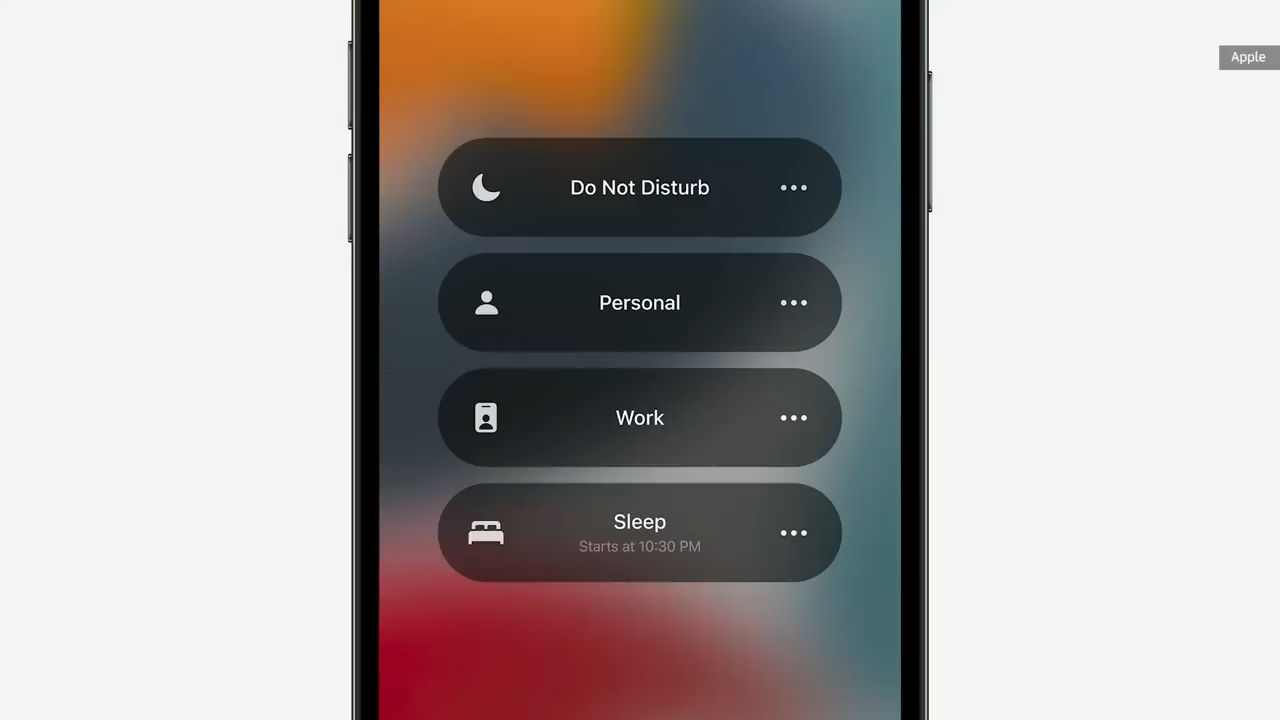 Apple
Do Not Disturb
Personal
Work
Sleep
Starts at 10:30 PM